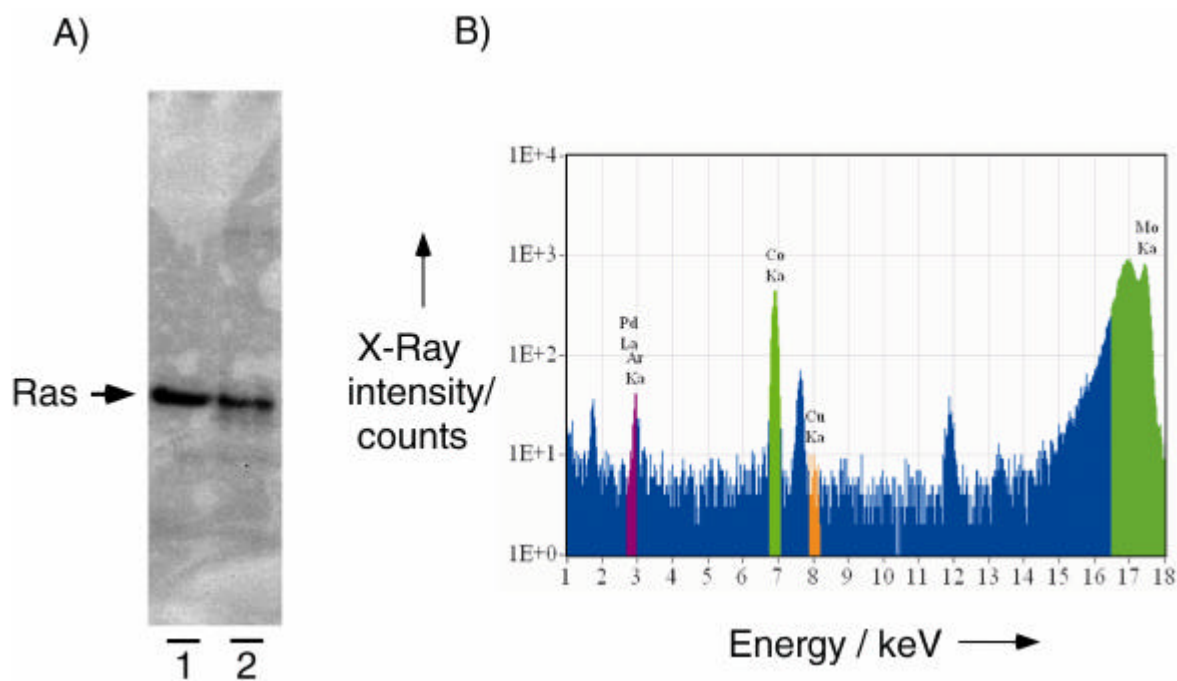 A)
B)
Ras
1
2
X-Ray
intensity/
counts
1E+4
1E+3
1E+2
1E+1
1E+0
Pd
La
Ar
Ka
Co
Ka
Cu
Ka
Mo
Ka
1 2 3 4 5 6 7 8 9 10 11 12 13 14 15 16 17 18
Energy / keV